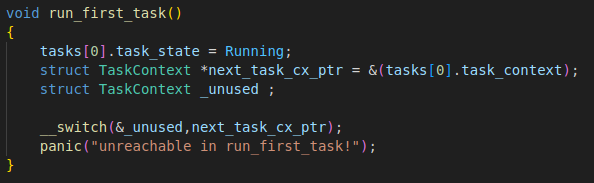 void run_first_task()
{
    tasks[0].task_state = Running;
    struct TaskContext *next_task_cx_ptr = &(tasks[0].task_context);
    struct TaskContext _unused ;

    __switch(&_unused,next_task_cx_ptr);
    panic("unreachable in run_first_task!");
}